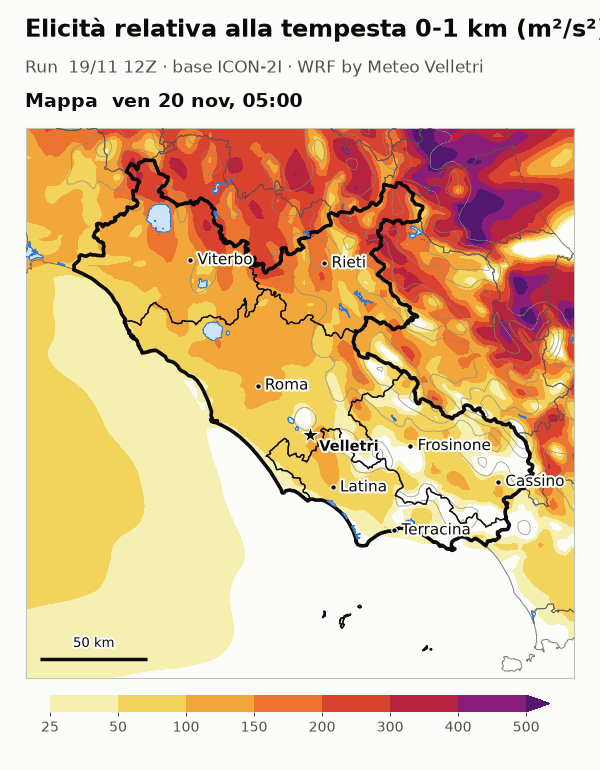 Elicità relativa alla tempesta 0-1 km (m²/s²)
Run  19/11 12Z · base ICON-2I · WRF by Meteo Velletri
Mappa  ven 20 nov, 05:00
Viterbo
Rieti
Roma
Velletri
Frosinone
Cassino
Latina
Terracina
50 km
25 50 100 150 200 300 400 500